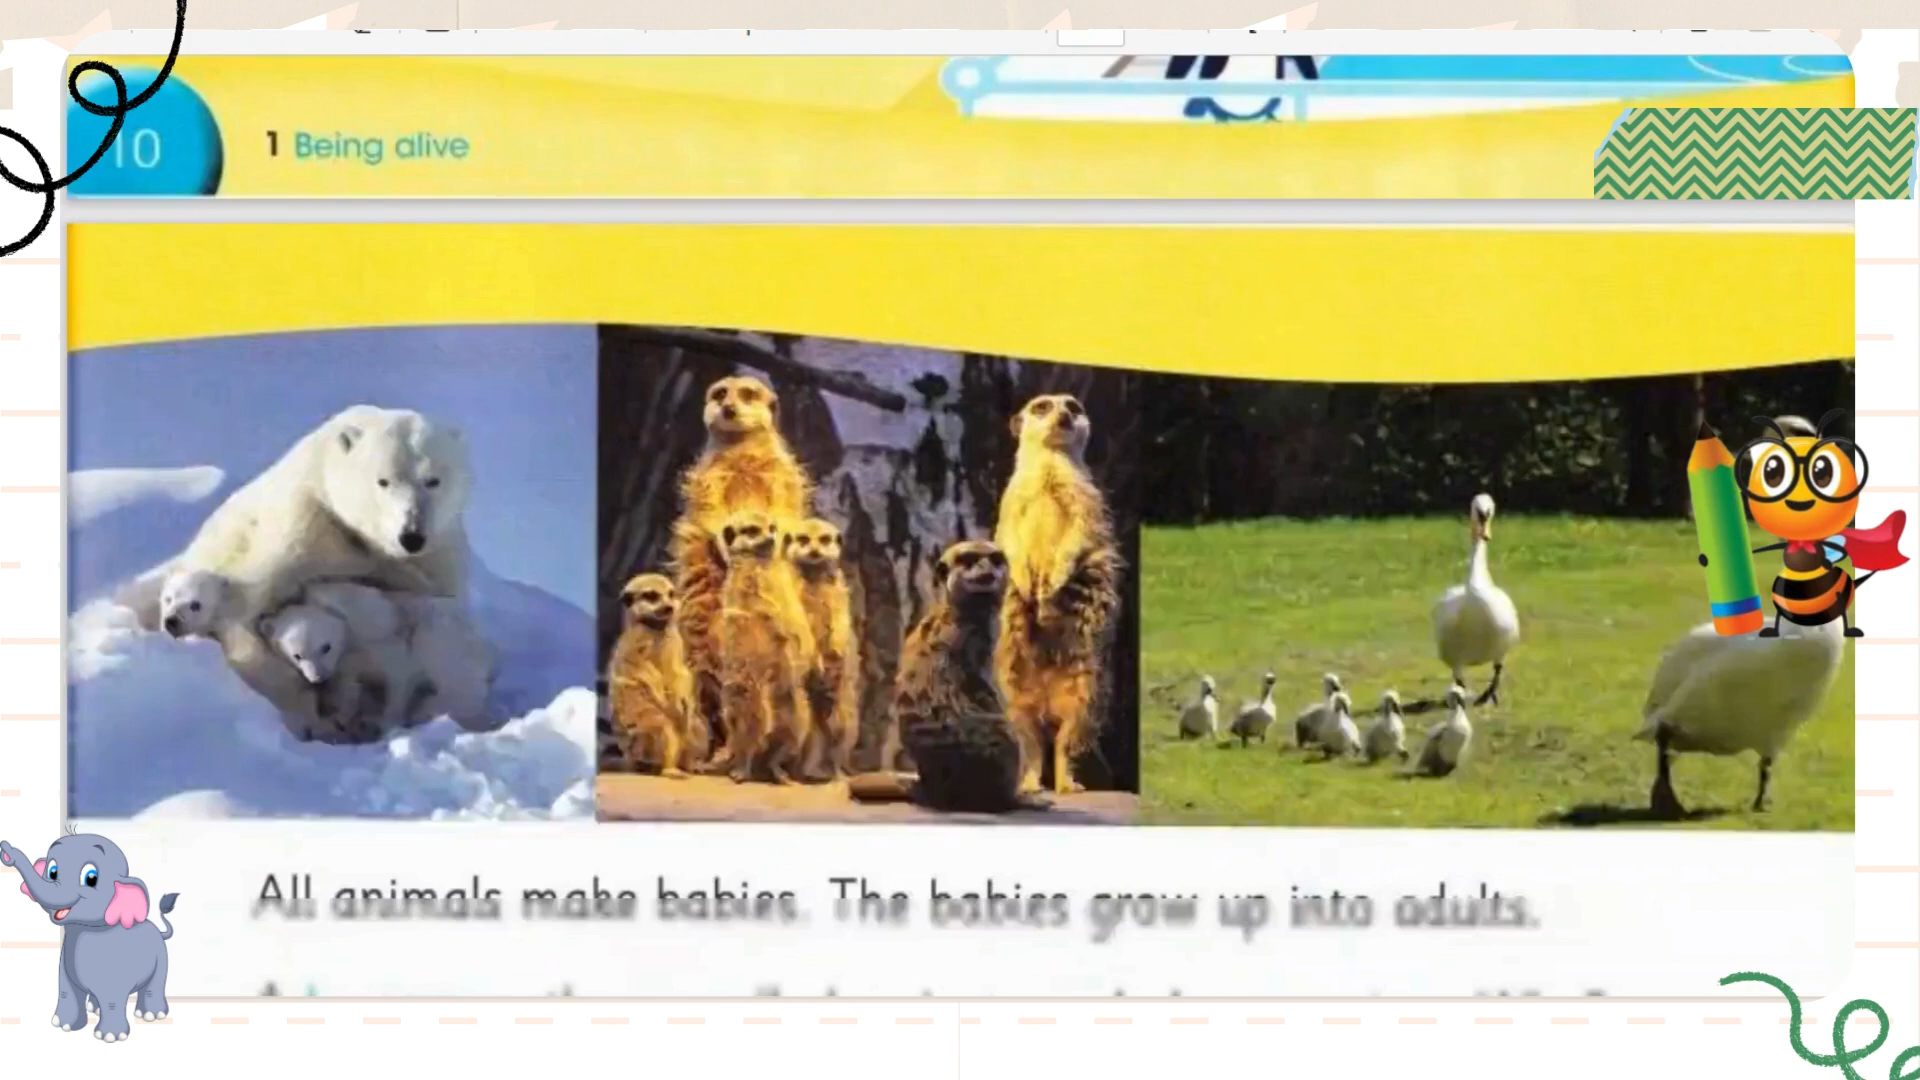 10
1 Being alive
All animals make babies. The babies grow up into adults.